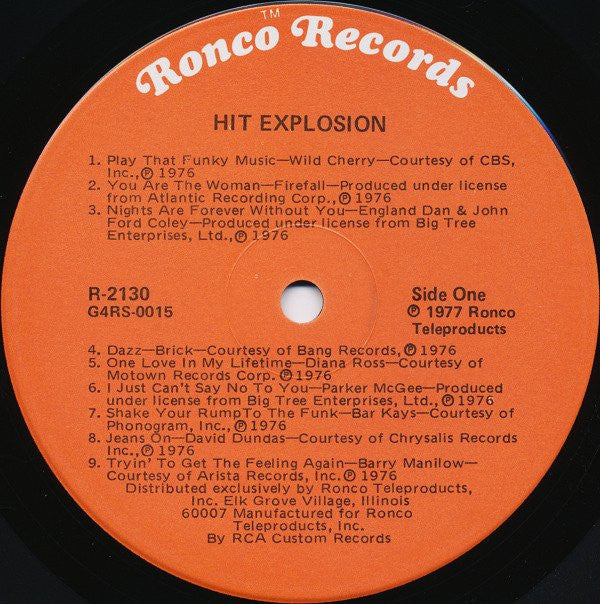 Ronco Records™
HIT EXPLOSION
1. Play That Funky Music—Wild Cherry—Courtesy of CBS,
Inc.,Ⓟ 1976
2. You Are The Woman—Firefall—Produced under license
from Atlantic Recording Corp.,Ⓟ 1976
3. Nights Are Forever Without You—England Dan & John
Ford Coley—Produced under license from Big Tree
Enterprises, Ltd.,Ⓟ 1976
R-2130
G4RS-0015
Side One
Ⓟ 1977 Ronco
Teleproducts
4. Dazz—Brick—Courtesy of Bang Records,Ⓟ 1976
5. One Love In My Lifetime—Diana Ross—Courtesy of
Motown Records Corp. Ⓟ 1976
6. I Just Can't Say No To You—Parker McGee—Produced
under license from Big Tree Enterprises, Ltd.,Ⓟ 1976
7. Shake Your RumpTo The Funk—Bar Kays—Courtesy of
Phonogram, Inc.,Ⓟ 1976
8. Jeans On—David Dundas—Courtesy of Chrysalis Records
Inc.,Ⓟ 1976
9. Tryin' To Get The Feeling Again—Barry Manilow—
Courtesy of Arista Records, Inc.Ⓟ 1976
Distributed exclusively by Ronco Teleproducts,
Inc. Elk Grove Village, Illinois
60007 Manufactured for Ronco
Teleproducts, Inc.
By RCA Custom Records